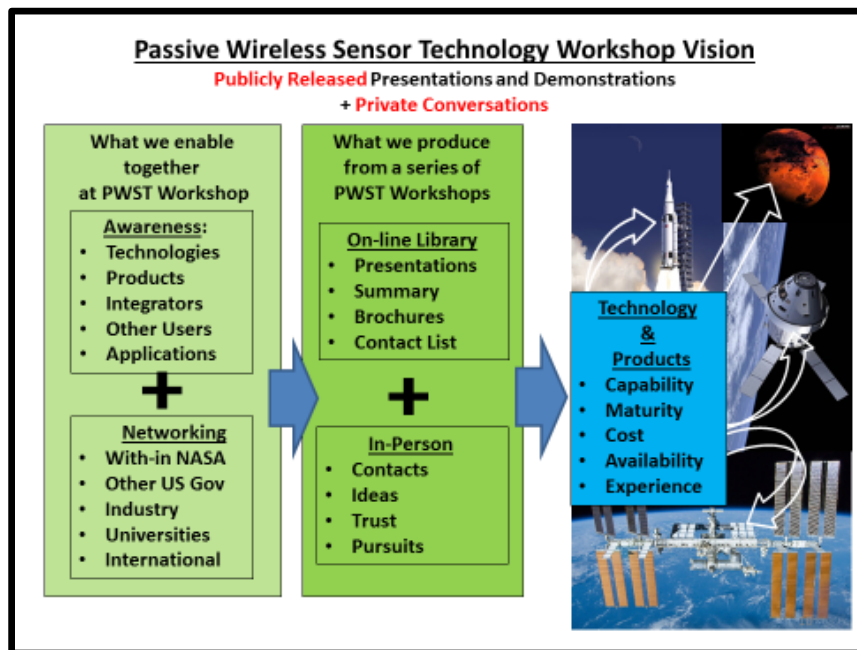 Passive Wireless Sensor Technology Workshop Vision
Publicly Released Presentations and Demonstrations
+ Private Conversations
What we enable
together
at PWST Workshop
Awareness:
• Technologies
• Products
• Integrators
• Other Users
• Applications
+
Networking
• With-in NASA
• Other US Gov
• Industry
• Universities
• International
What we produce
from a series of
PWST Workshops
On-line Library
• Presentations
• Summary
• Brochures
• Contact List
+
In-Person
• Contacts
• Ideas
• Trust
• Pursuits
Technology
&
Products
• Capability
• Maturity
• Cost
• Availability
• Experience